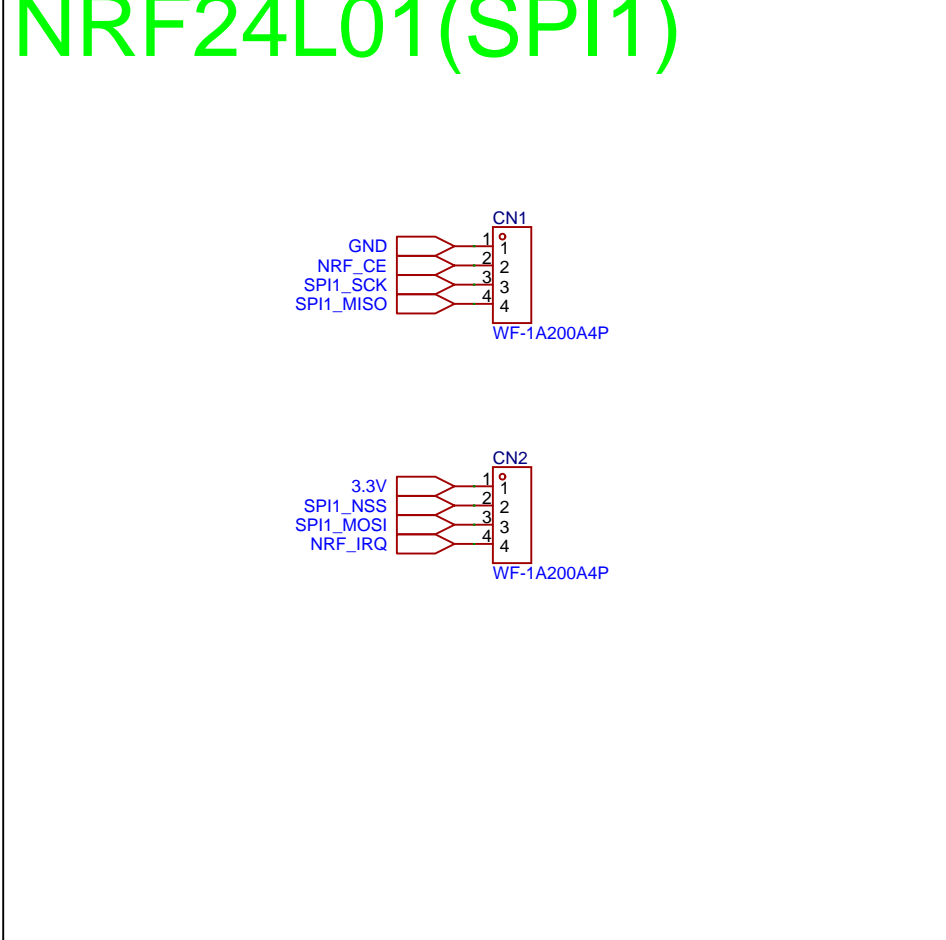 NRF24L01(SPI1)
CN1
GND 1 1
NRF_CE 2 2
SPI1_SCK 3 3
SPI1_MISO 4 4
WF-1A200A4P
CN2
3.3V 1 1
SPI1_NSS 2 2
SPI1_MOSI 3 3
NRF_IRQ 4 4
WF-1A200A4P